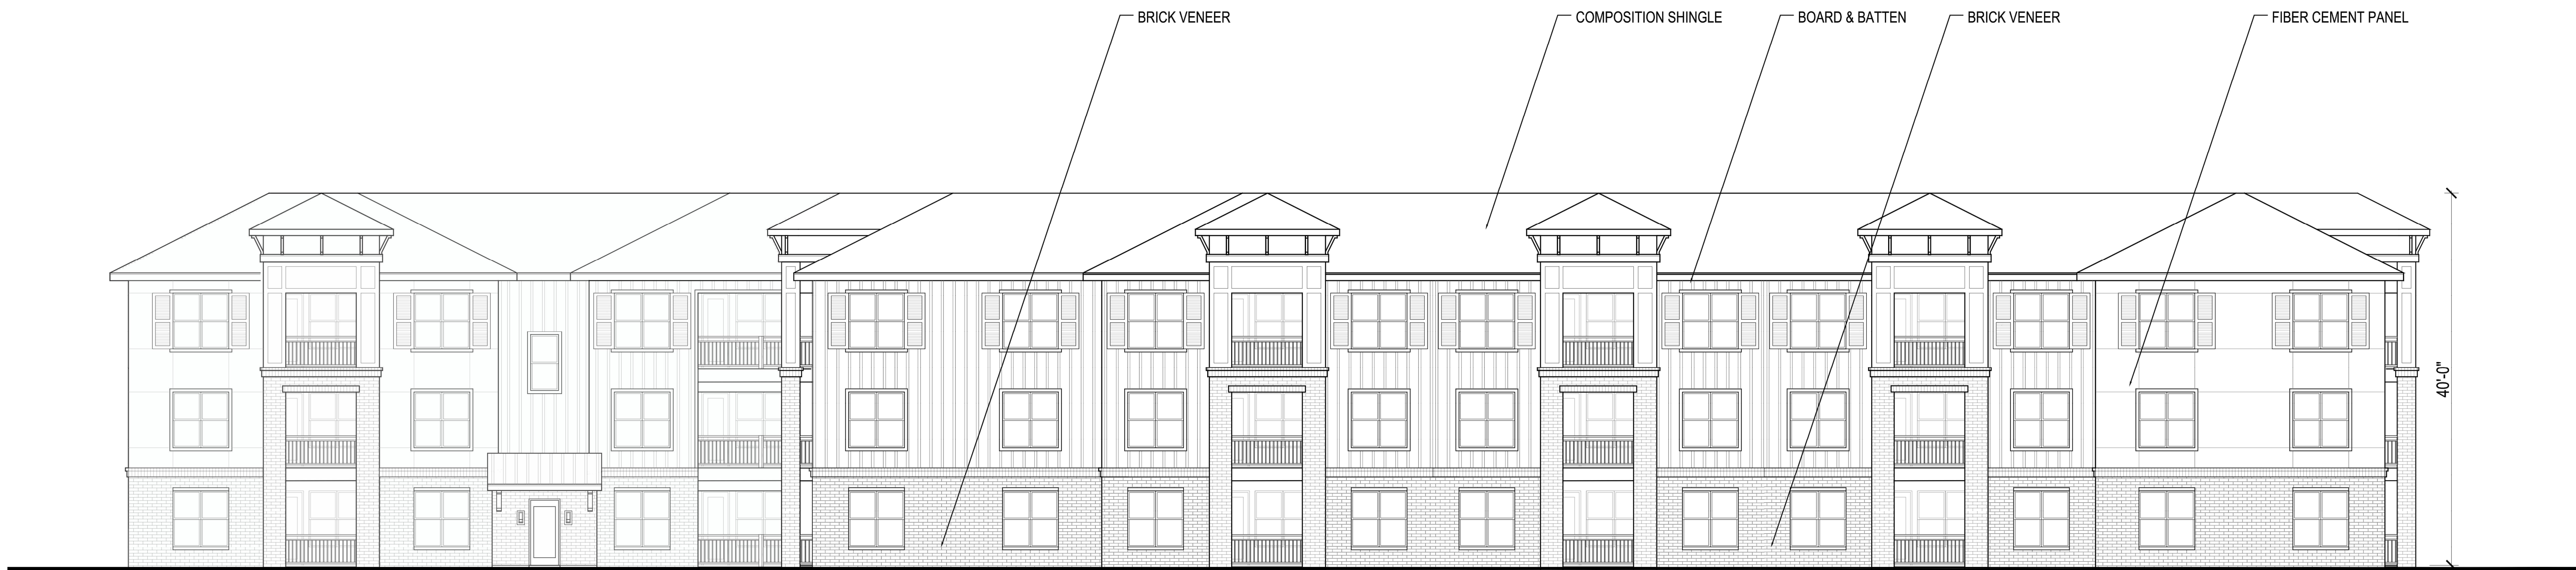 BRICK VENEER
COMPOSITION SHINGLE
BOARD & BATTEN
BRICK VENEER
FIBER CEMENT PANEL
40'-0"